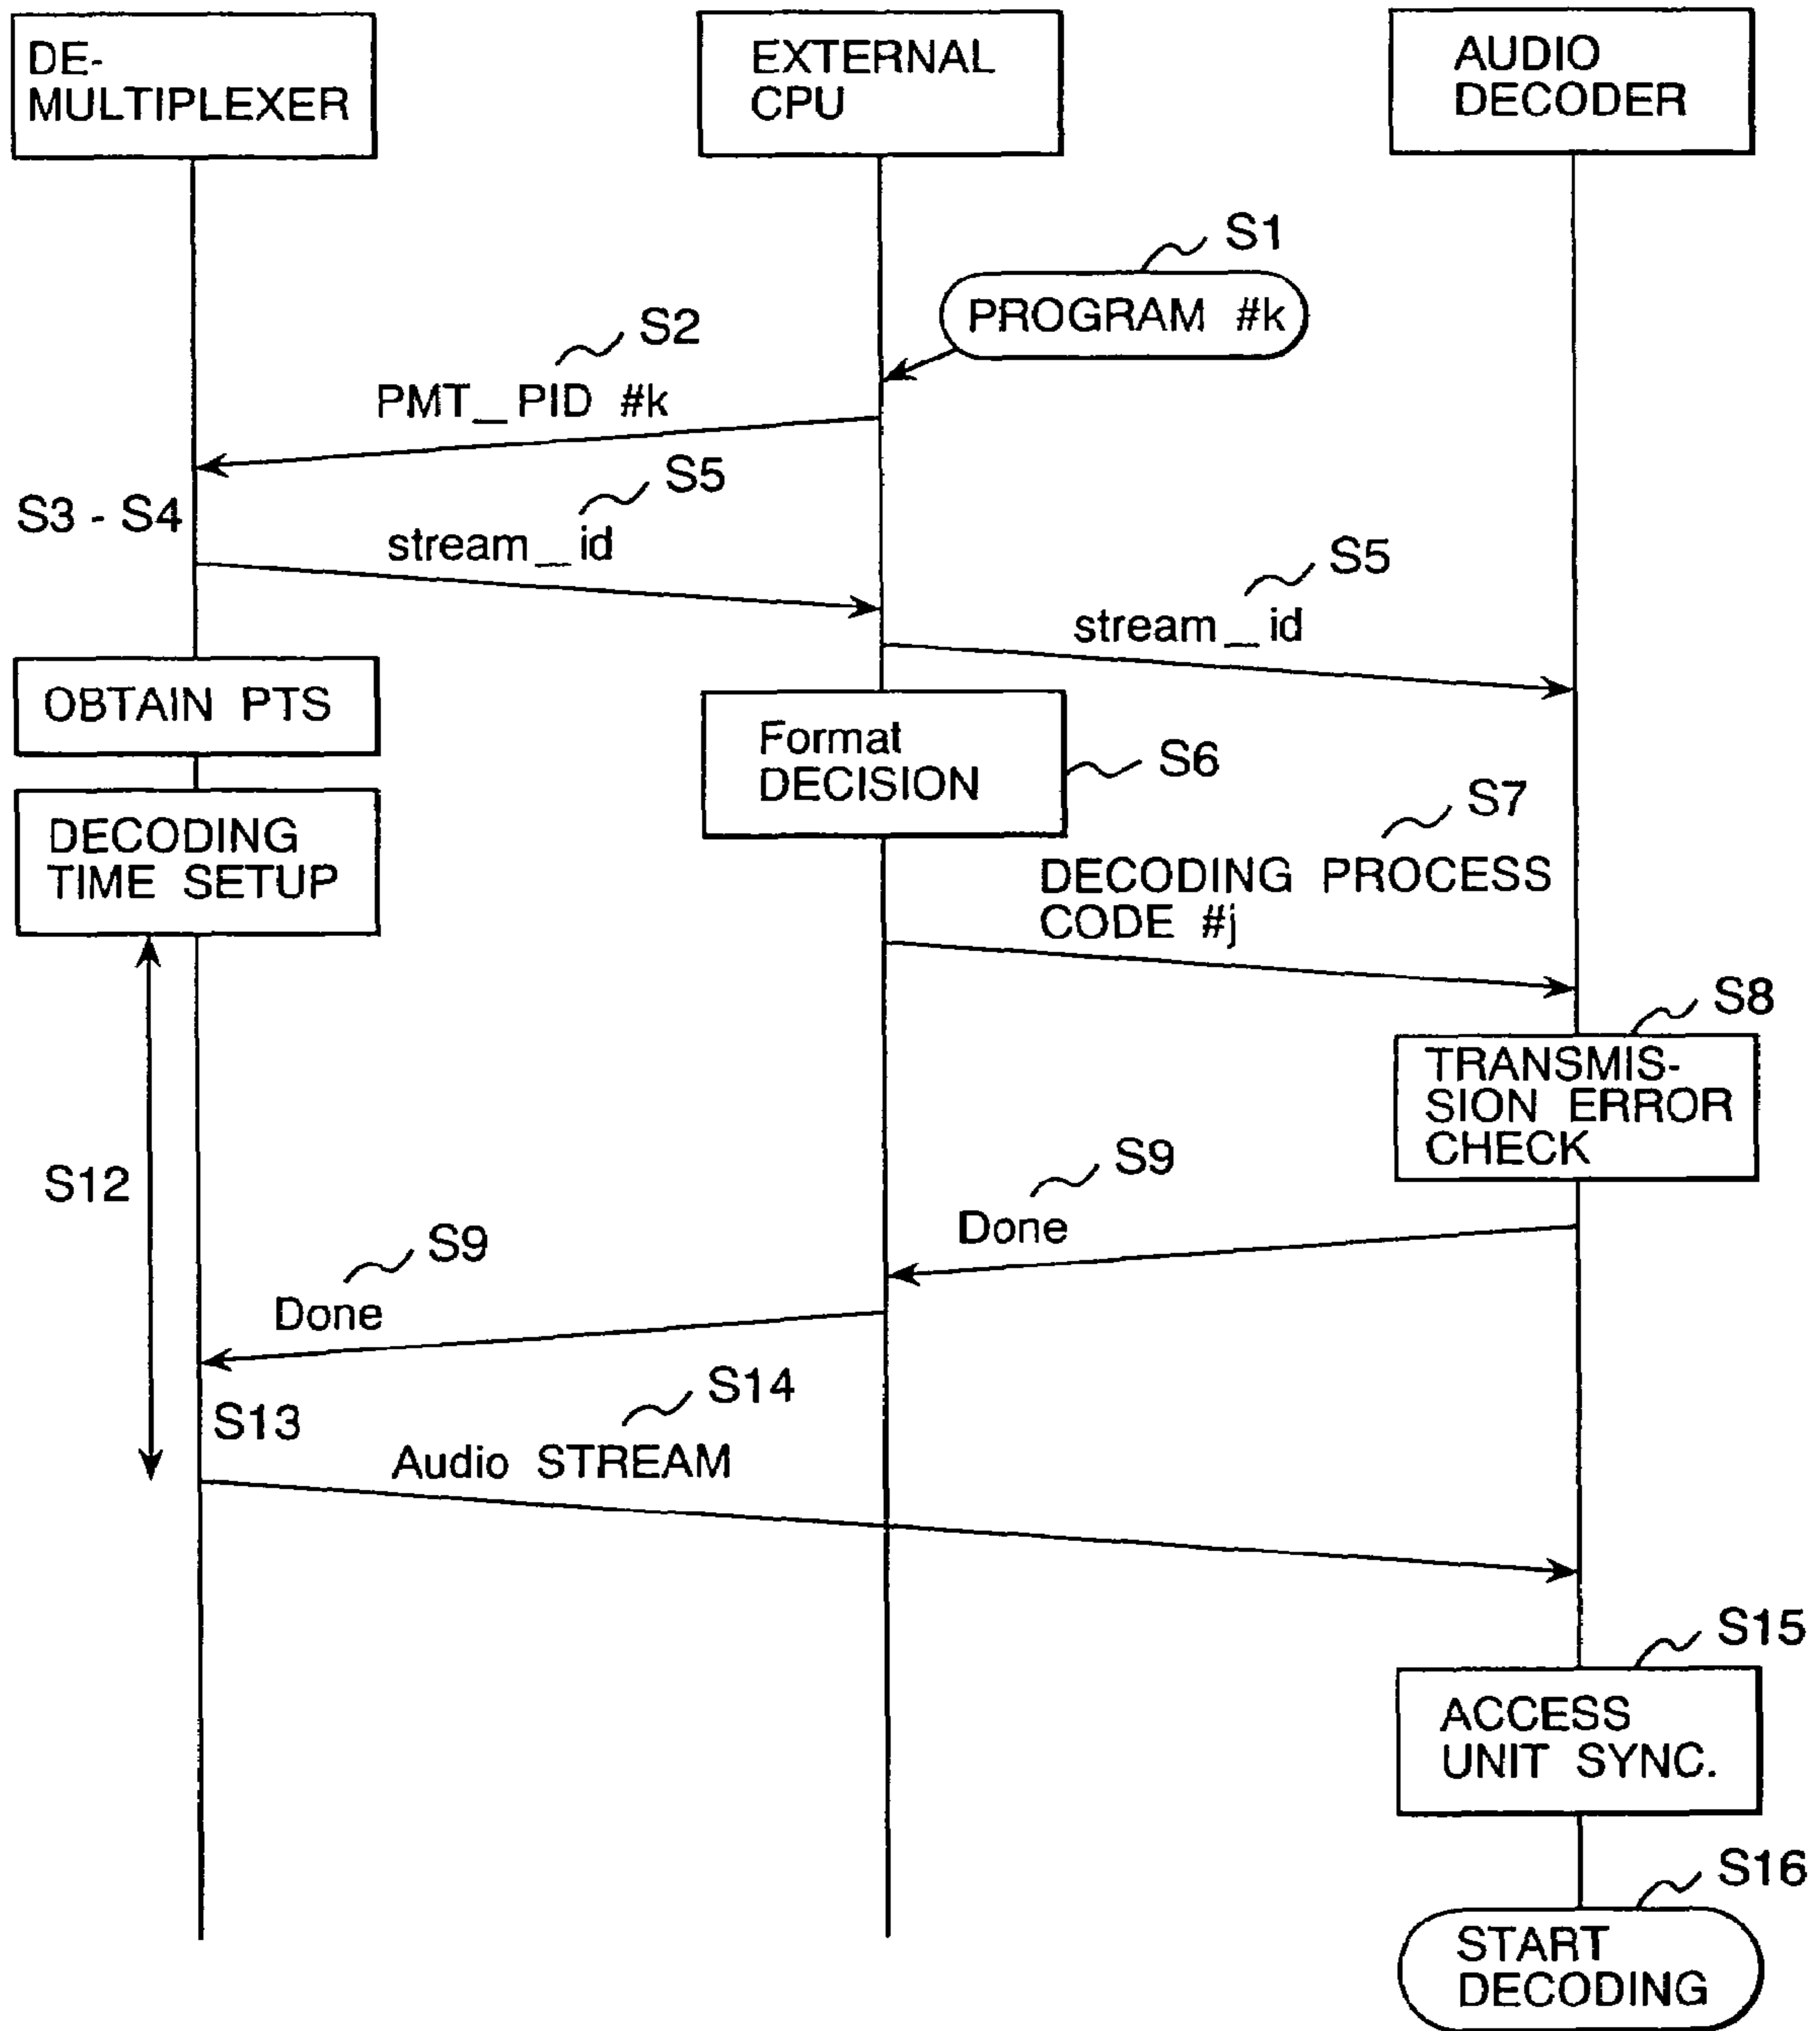 DE-
MULTIPLEXER
EXTERNAL
CPU
AUDIO
DECODER
S1
PROGRAM #k
S2
PMT_PID #k
S3 - S4
S5
stream_id
S5
stream_id
OBTAIN PTS
Format
DECISION
S6
DECODING
TIME SETUP
S7
DECODING PROCESS
CODE #j
S8
TRANSMIS-
SION ERROR
CHECK
S12
S9
Done
S9
Done
S13
S14
Audio STREAM
S15
ACCESS
UNIT SYNC.
S16
START
DECODING